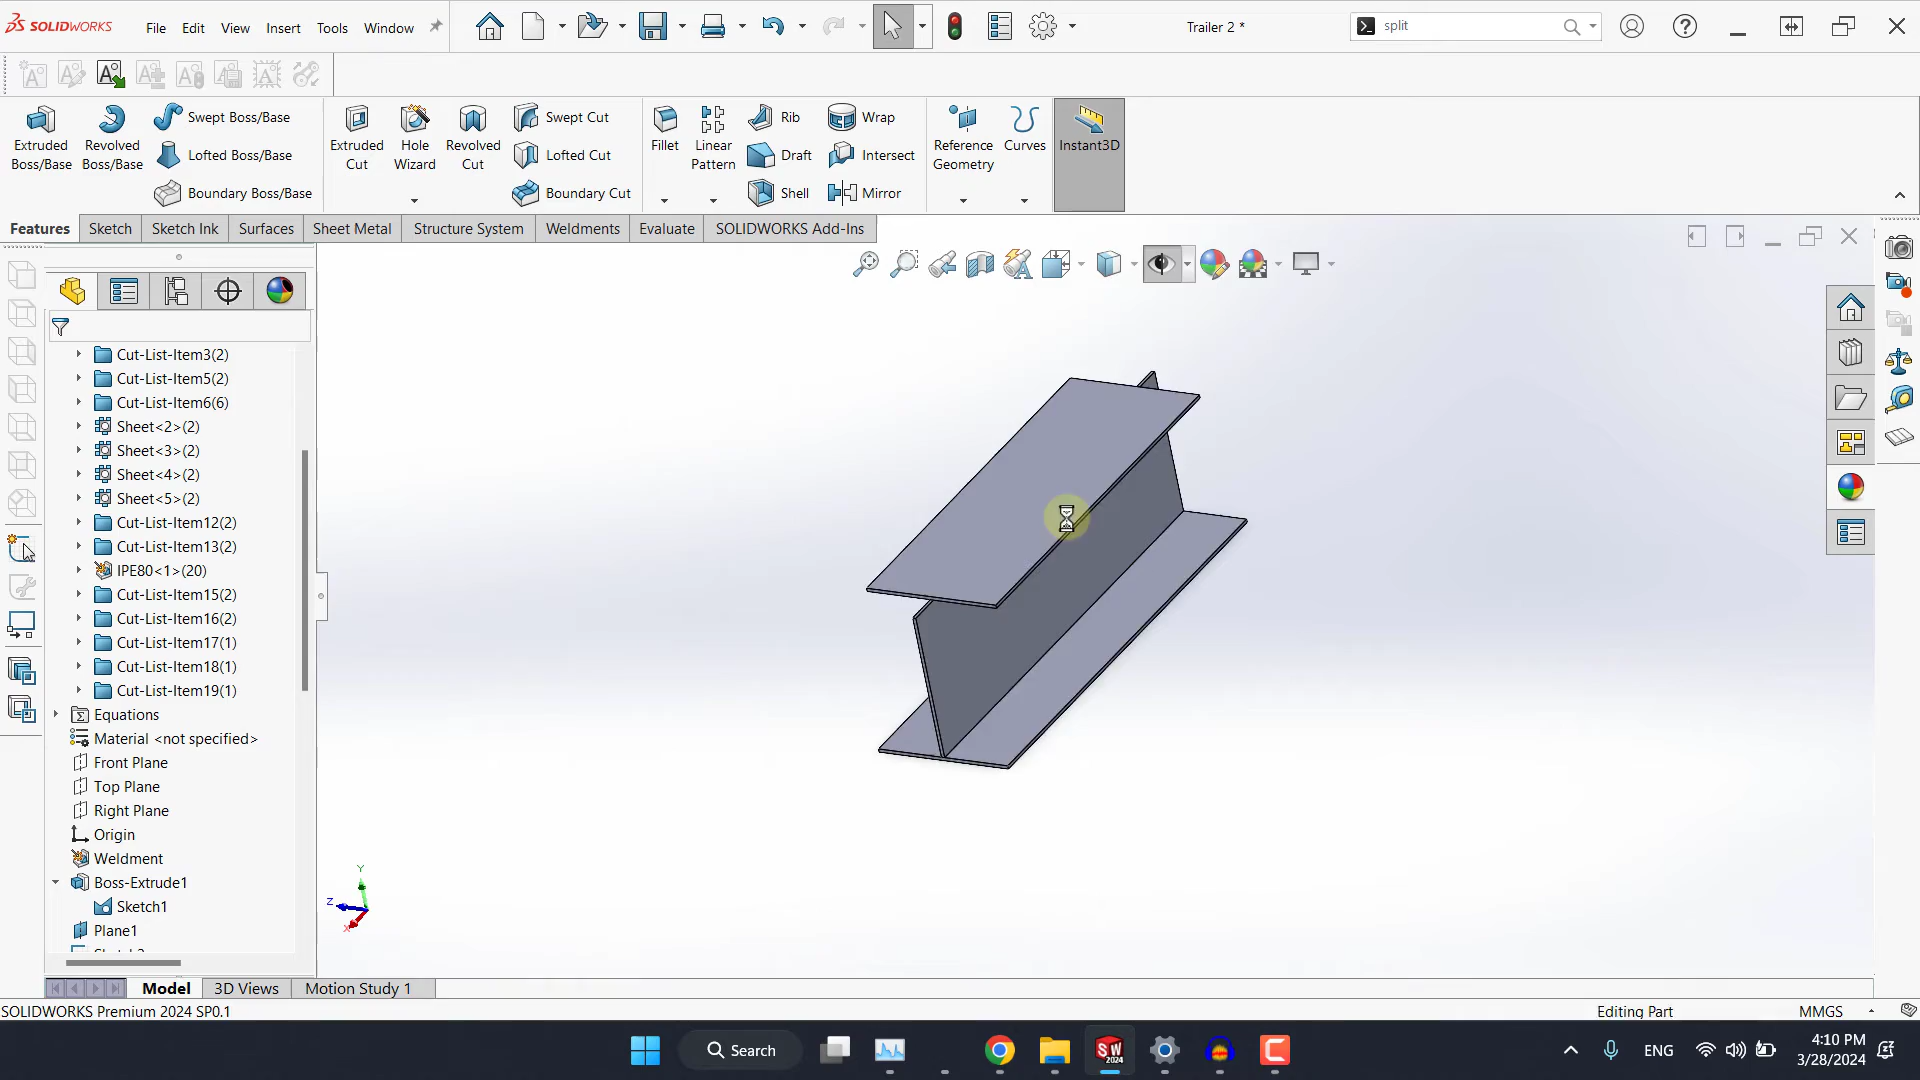 SOLIDWORKS File Edit View Insert Tools Window Trailer 2 * split
Extruded Boss/Base
Revolved Boss/Base
Swept Boss/Base
Lofted Boss/Base
Boundary Boss/Base
Extruded Cut
Hole Wizard
Revolved Cut
Swept Cut
Lofted Cut
Boundary Cut
Fillet
Linear Pattern
Rib
Draft
Shell
Wrap
Intersect
Mirror
Reference Geometry
Curves
Instant3D
Features Sketch Sketch Ink Surfaces Sheet Metal Structure System Weldments Evaluate SOLIDWORKS Add-Ins
Cut-List-Item3(2)
Cut-List-Item5(2)
Cut-List-Item6(6)
Sheet<2>(2)
Sheet<3>(2)
Sheet<4>(2)
Sheet<5>(2)
Cut-List-Item12(2)
Cut-List-Item13(2)
IPE80<1>(20)
Cut-List-Item15(2)
Cut-List-Item16(2)
Cut-List-Item17(1)
Cut-List-Item18(1)
Cut-List-Item19(1)
Equations
Material <not specified>
Front Plane
Top Plane
Right Plane
Origin
Weldment
Boss-Extrude1
Sketch1
Plane1
Y
Z
X
Model 3D Views Motion Study 1
SOLIDWORKS Premium 2024 SP0.1 Editing Part MMGS
Search ENG 4:10 PM
3/28/2024